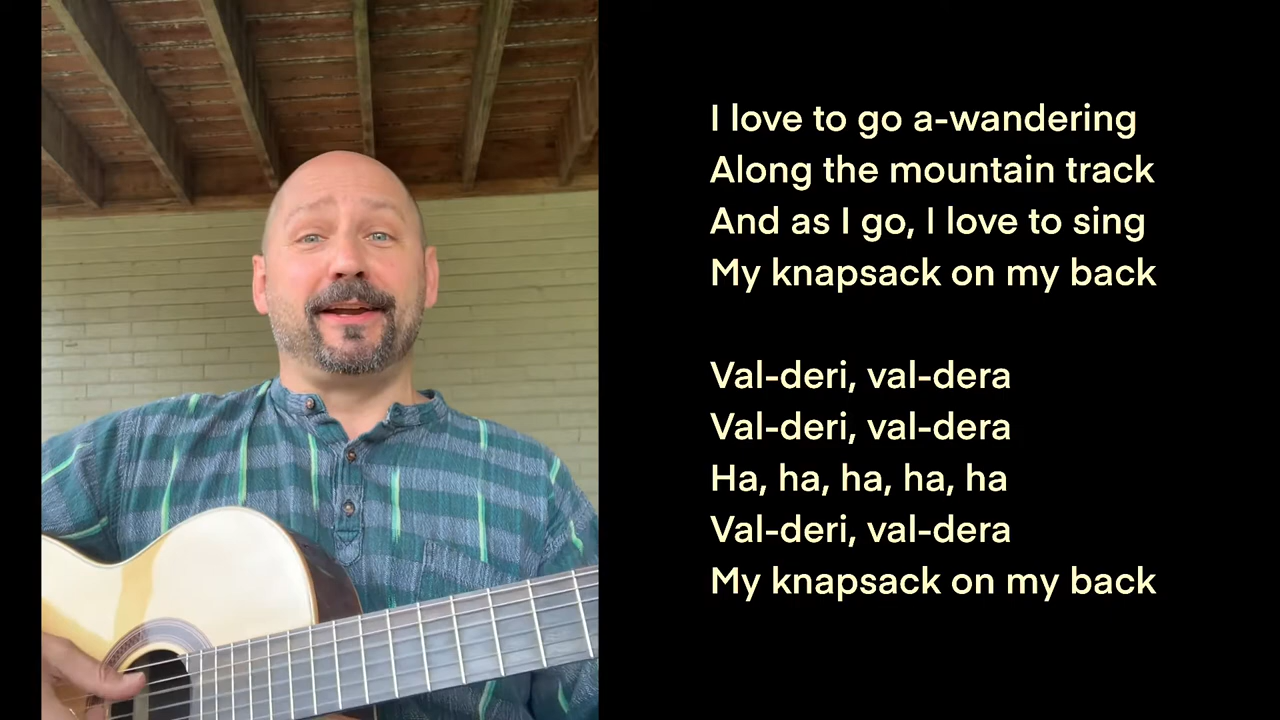 I love to go a-wandering
Along the mountain track
And as I go, I love to sing
My knapsack on my back
Val-deri, val-dera
Val-deri, val-dera
Ha, ha, ha, ha, ha
Val-deri, val-dera
My knapsack on my back